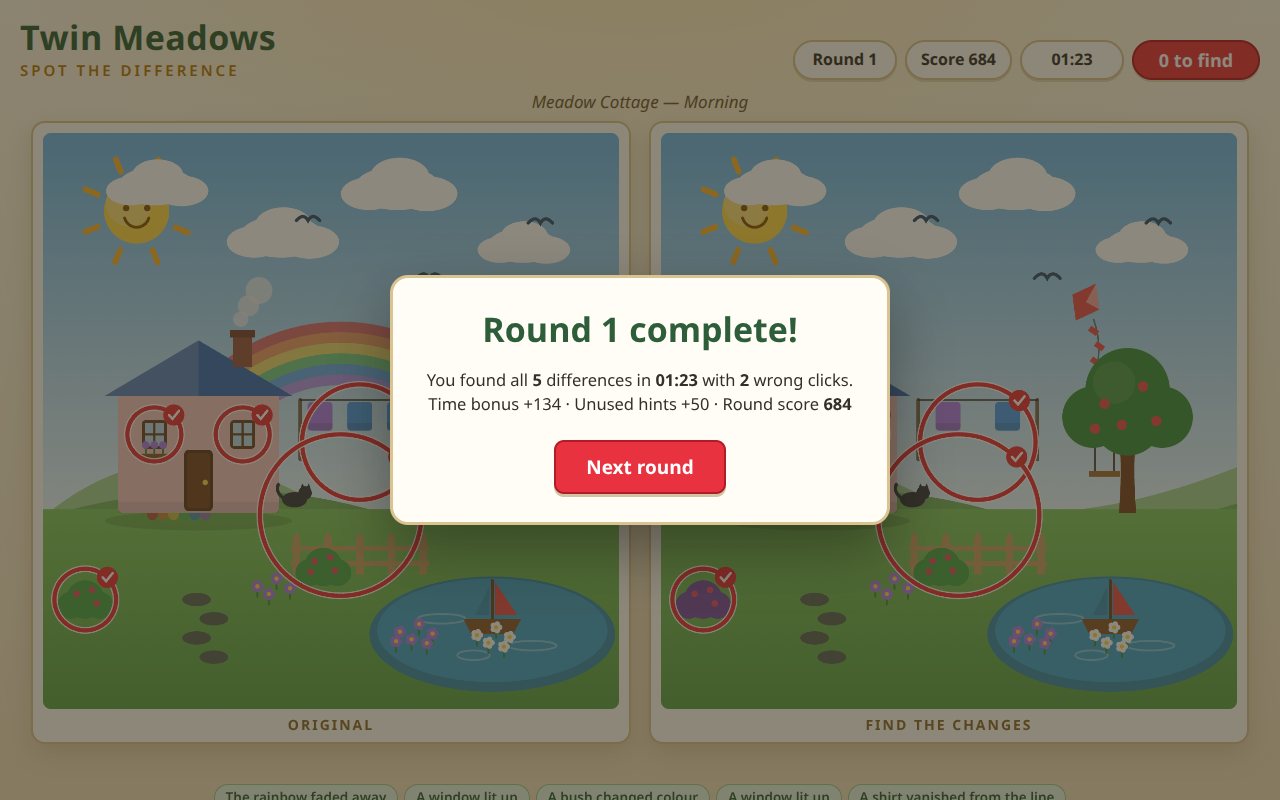 Twin Meadows
SPOT THE DIFFERENCE
Round 1
Score 684
01:23
0 to find
Meadow Cottage — Morning
Round 1 complete!
You found all 5 differences in 01:23 with 2 wrong clicks.
Time bonus +134 · Unused hints +50 · Round score 684
Next round
ORIGINAL
FIND THE CHANGES
The rainbow faded away
A window lit up
A bush changed colour
A window lit up
A shirt vanished from the line